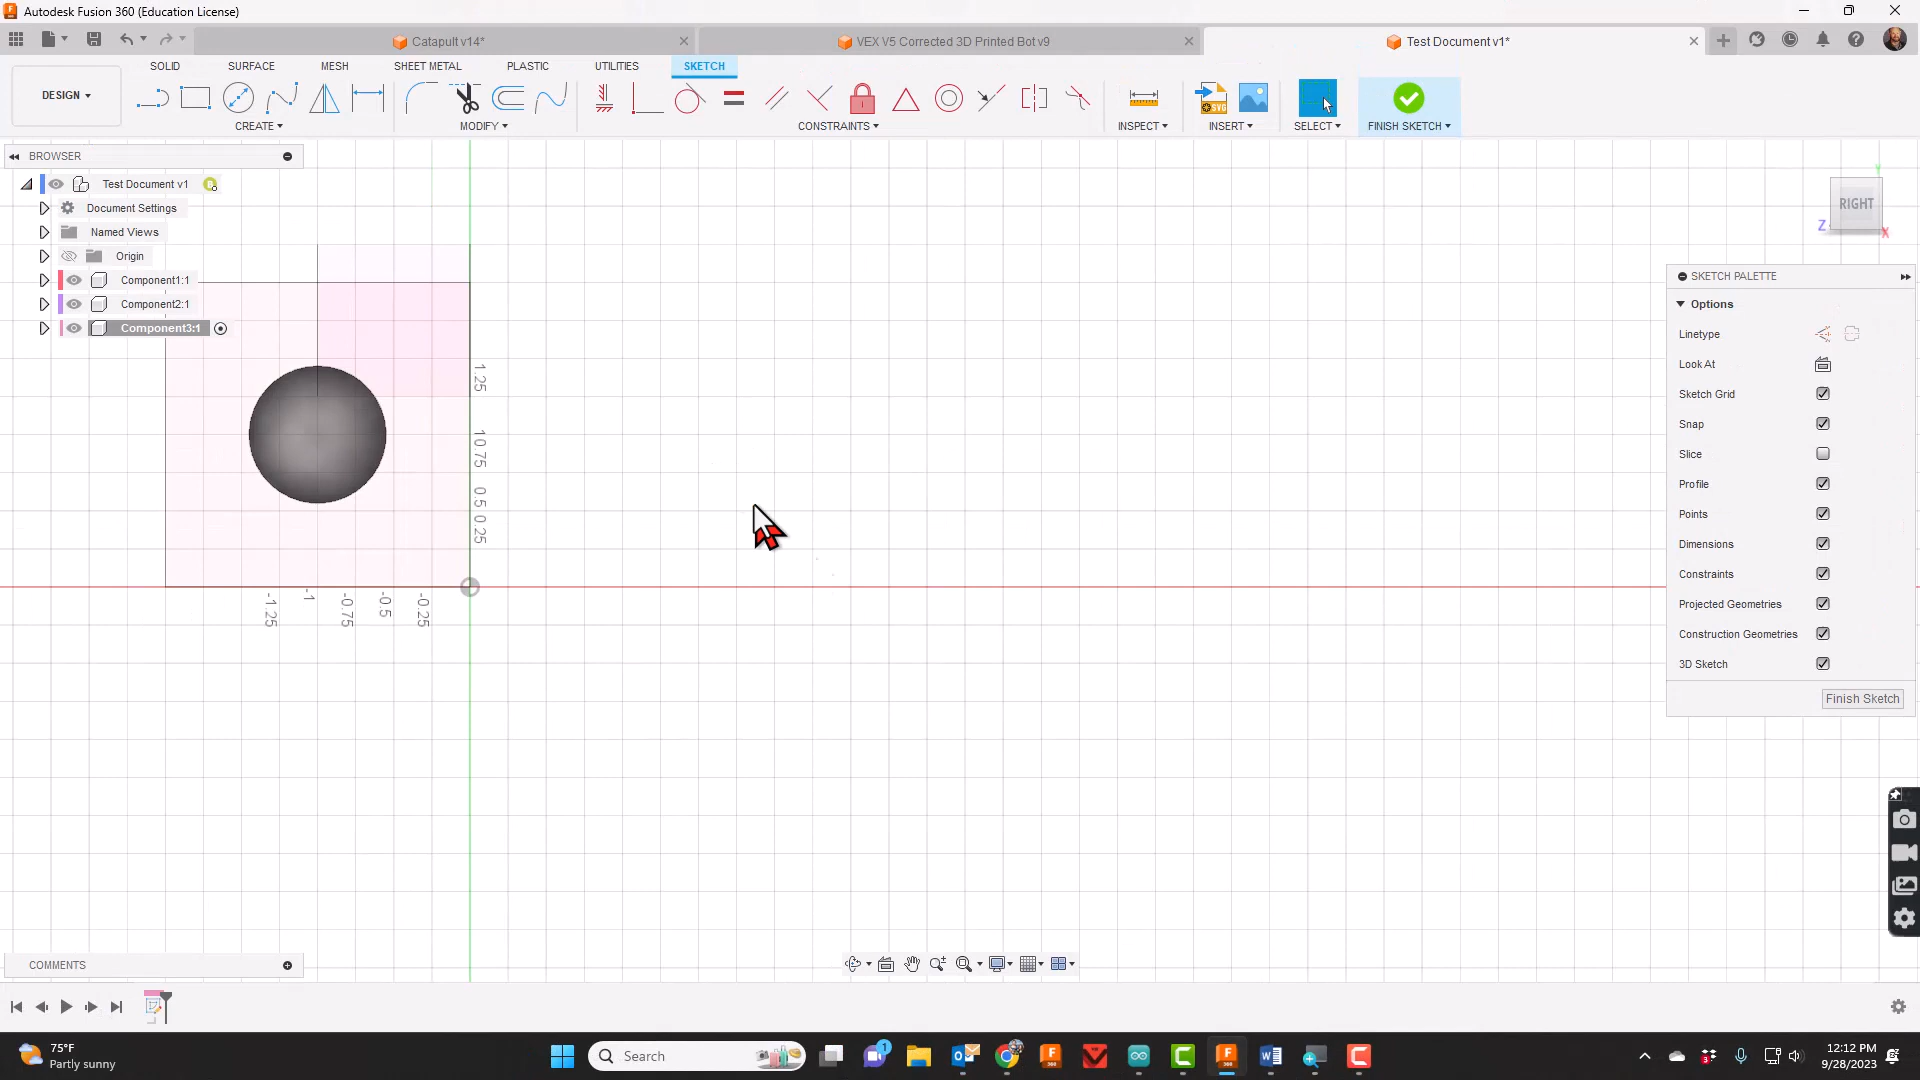 Autodesk Fusion 360 (Education License)
Catapult v14*
VEX V5 Corrected 3D Printed Bot v9
Test Document v1*
DESIGN
SOLID
SURFACE
MESH
SHEET METAL
PLASTIC
UTILITIES
SKETCH
CREATE
MODIFY
CONSTRAINTS
INSPECT
SVG
INSERT
SELECT
FINISH SKETCH
BROWSER
Test Document v1
Document Settings
Named Views
Origin
Component1:1
Component2:1
Component3:1
1.25
1
0.75
0.5
0.25
-1.25
-1
-0.75
-0.5
-0.25
Y
RIGHT
Z
X
SKETCH PALETTE
Options
Linetype
Look At
Sketch Grid
Snap
Slice
Profile
Points
Dimensions
Constraints
Projected Geometries
Construction Geometries
3D Sketch
Finish Sketch
COMMENTS
75°F
Partly sunny
Search
12:12 PM
9/28/2023